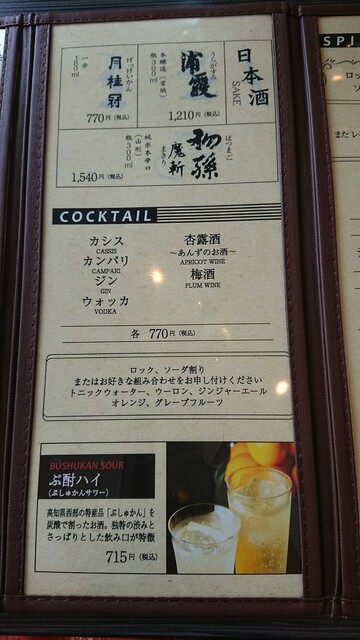 日本酒
SAKE
うらがすみ
浦霞
本醸造(宮城)
瓶300ml
1,210円(税込)
げっけいかん
月桂冠
一合
180ml
770円(税込)
はつまご
初孫
魔斬
まきり
純米本辛口
(山形)
瓶300ml
1,540円(税込)
COCKTAIL
カシス
CASSIS
カンパリ
CAMPARI
ジン
GIN
ウォッカ
VODKA
杏露酒
〜あんずのお酒〜
APRICOT WINE
梅酒
PLUM WINE
各 770円(税込)
ロック、ソーダ割り
またはお好きな組み合わせをお申し付けください
トニックウォーター、ウーロン、ジンジャーエール
オレンジ、グレープフルーツ
BUSHUKAN SOUR
ぶ酎ハイ
(ぶしゅかんサワー)
高知県西部の特産品「ぶしゅかん」を
炭酸で割ったお酒。独特の渋みと
さっぱりとした飲み口が特徴
715円(税込)
SPI
ロッ
またレ